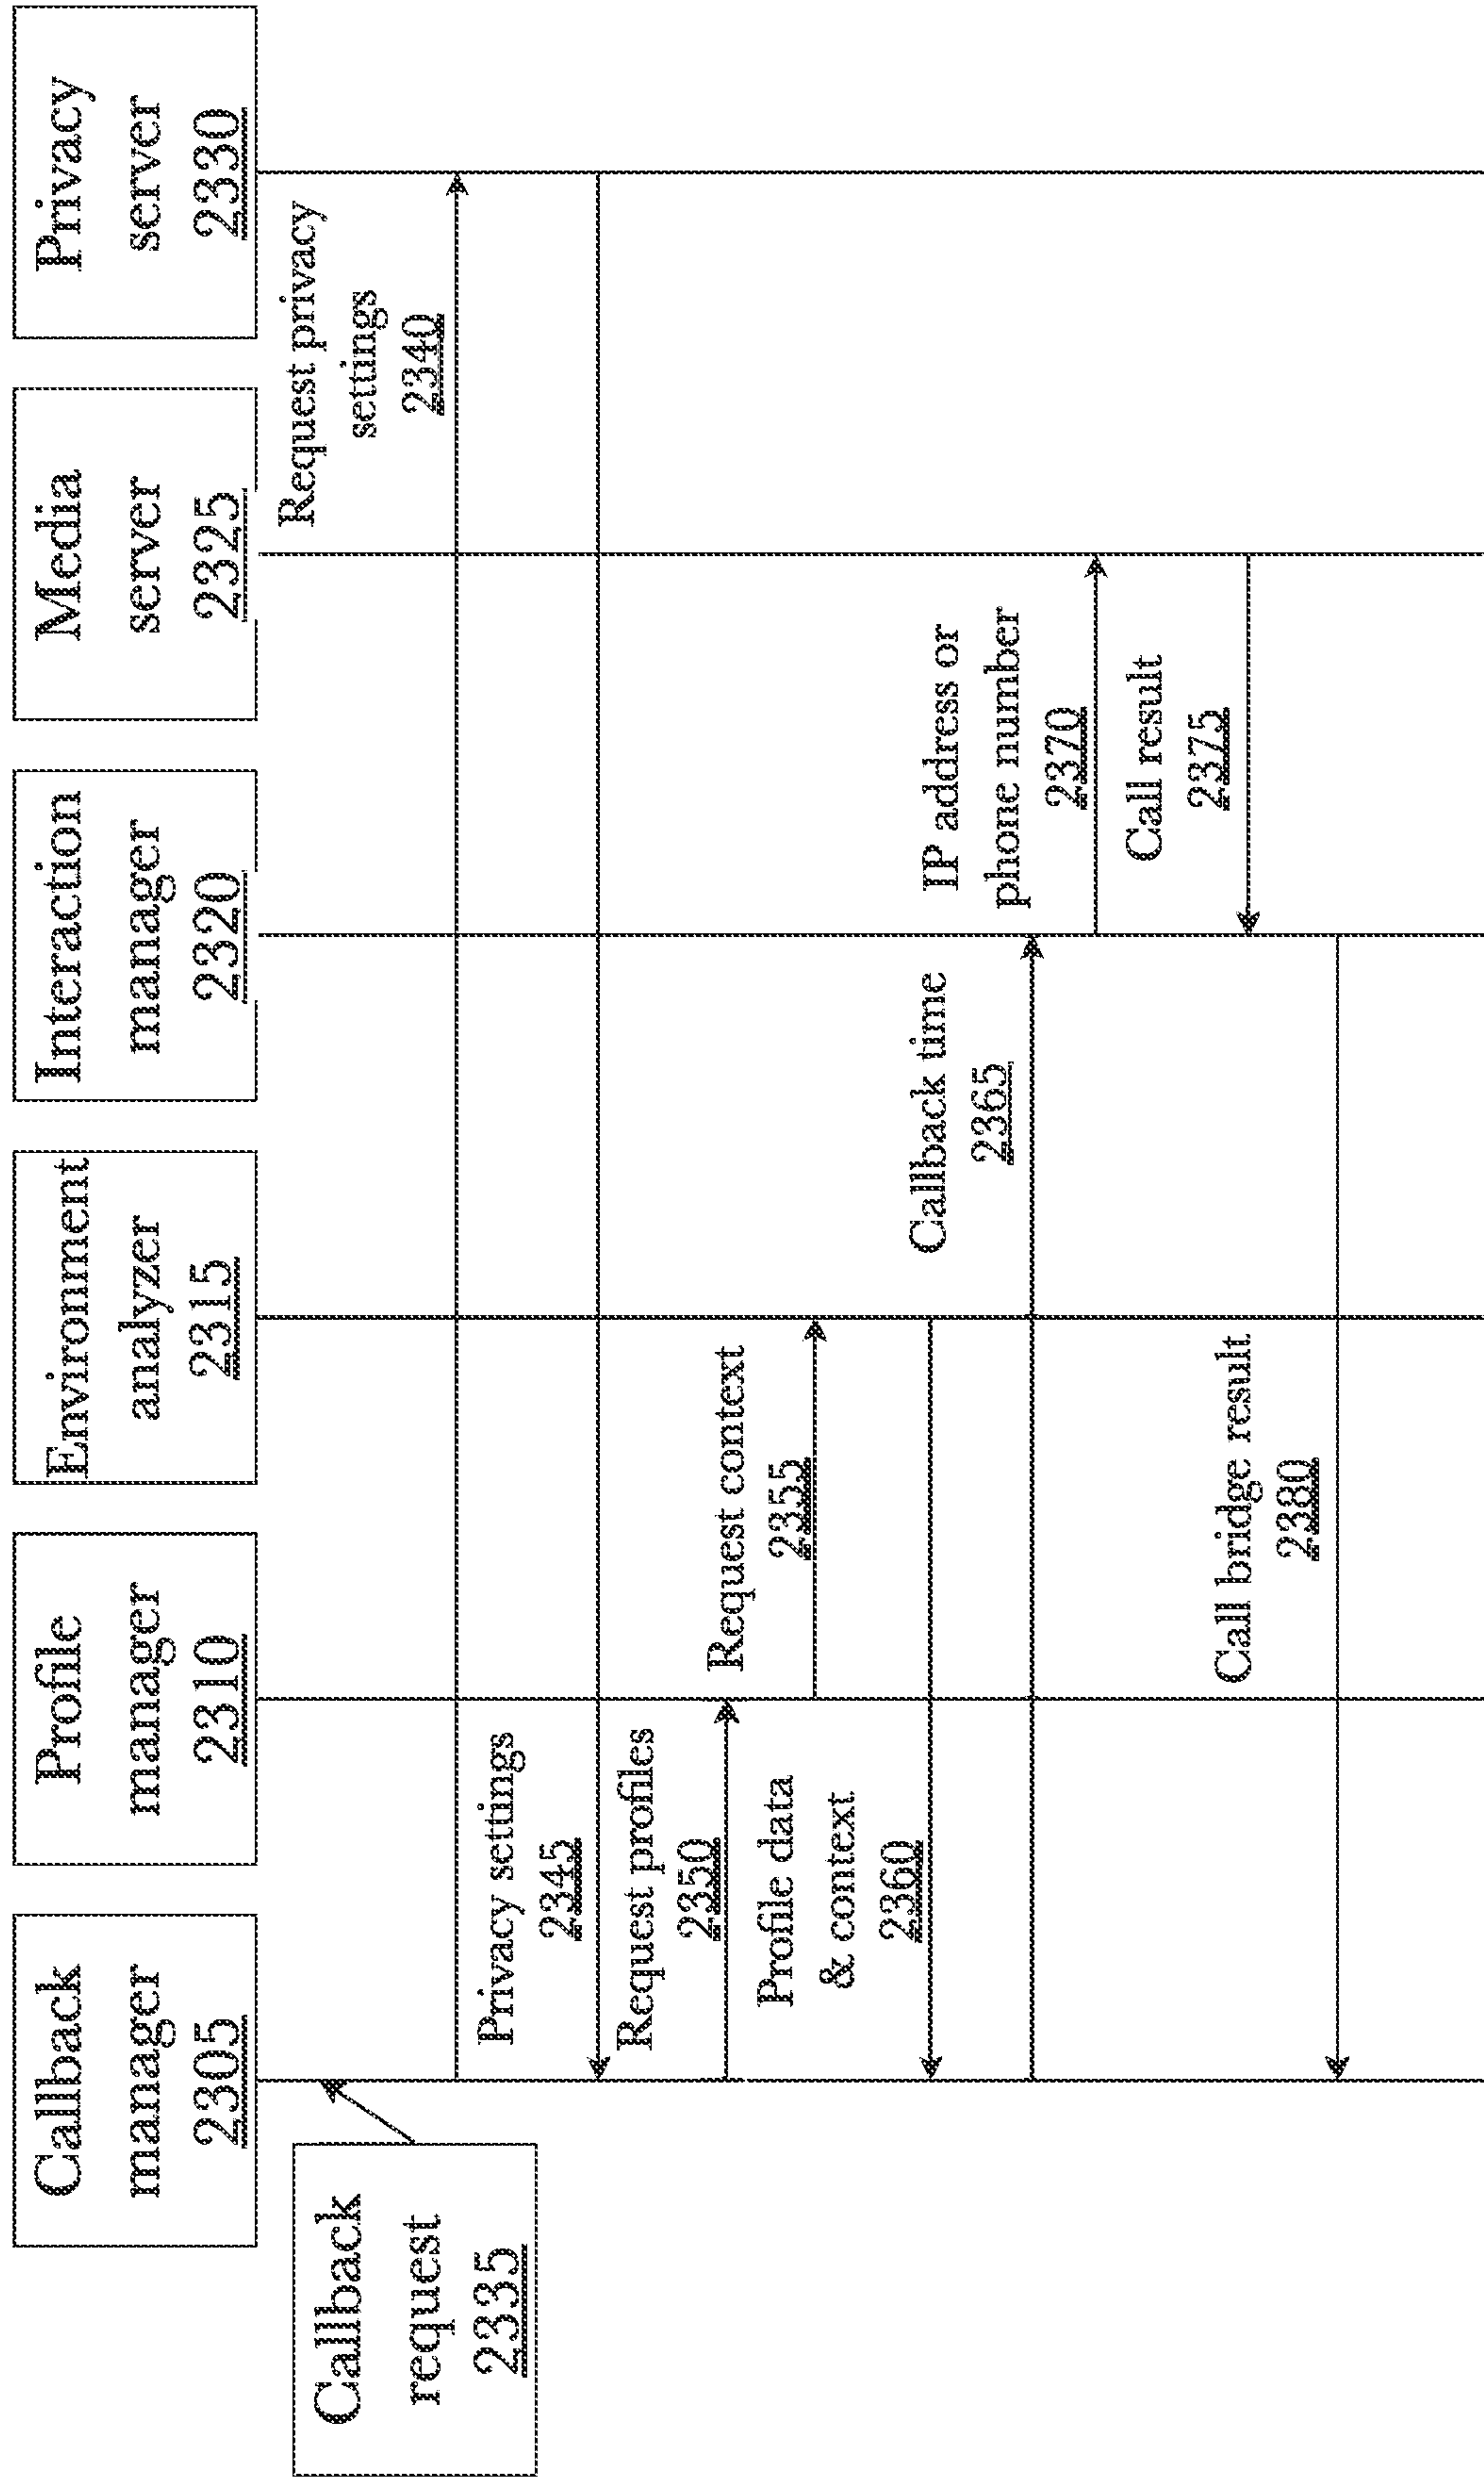 Callback
manager
2305
Profile
manager
2310
Environment
analyzer
2315
Interaction
manager
2320
Media
server
2325
Privacy
server
2330
Callback
request
2335
Request privacy
settings
2340
Privacy settings
2345
Request profiles
2350
Request context
2355
Profile data
& context
2360
Callback time
2365
IP address or
phone number
2370
Call result
2375
Call bridge result
2380